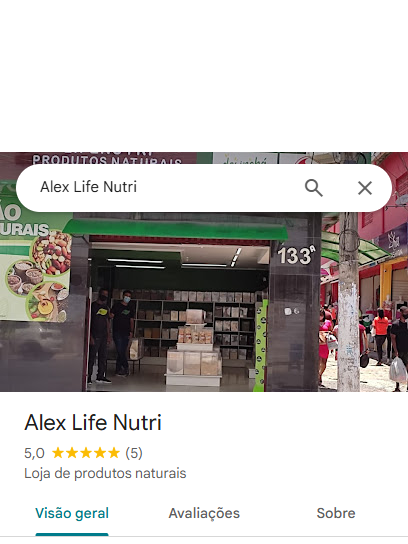 PRODUTOS NATURAIS
Alex Life Nutri
URAIS
133A
Alex Life Nutri
5,0 (5)
Loja de produtos naturais
Visão geral
Avaliações
Sobre